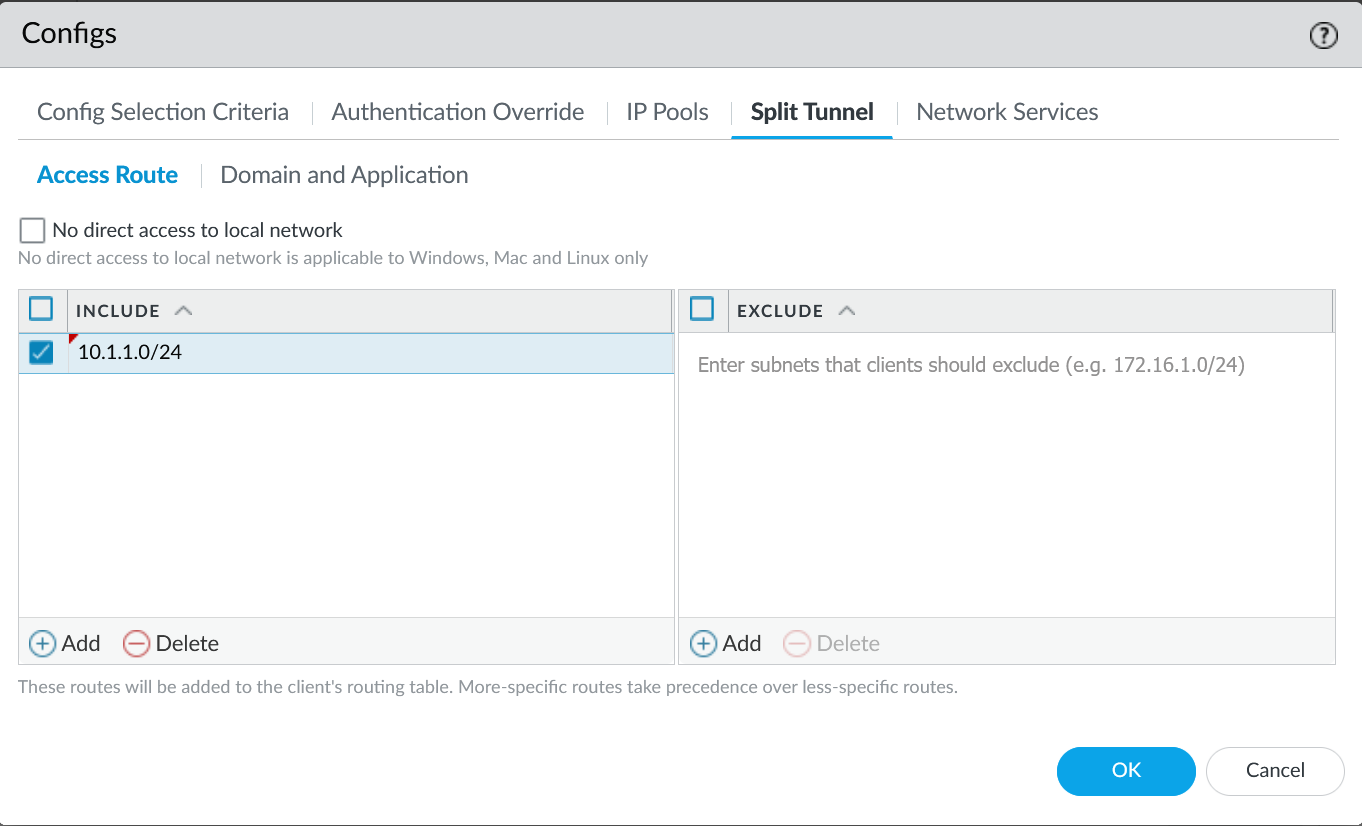 Configs
Config Selection Criteria Authentication Override IP Pools Split Tunnel Network Services
Access Route Domain and Application
No direct access to local network
No direct access to local network is applicable to Windows, Mac and Linux only
INCLUDE EXCLUDE
10.1.1.0/24
Enter subnets that clients should exclude (e.g. 172.16.1.0/24)
Add Delete Add Delete
These routes will be added to the client's routing table. More-specific routes take precedence over less-specific routes.
OK Cancel